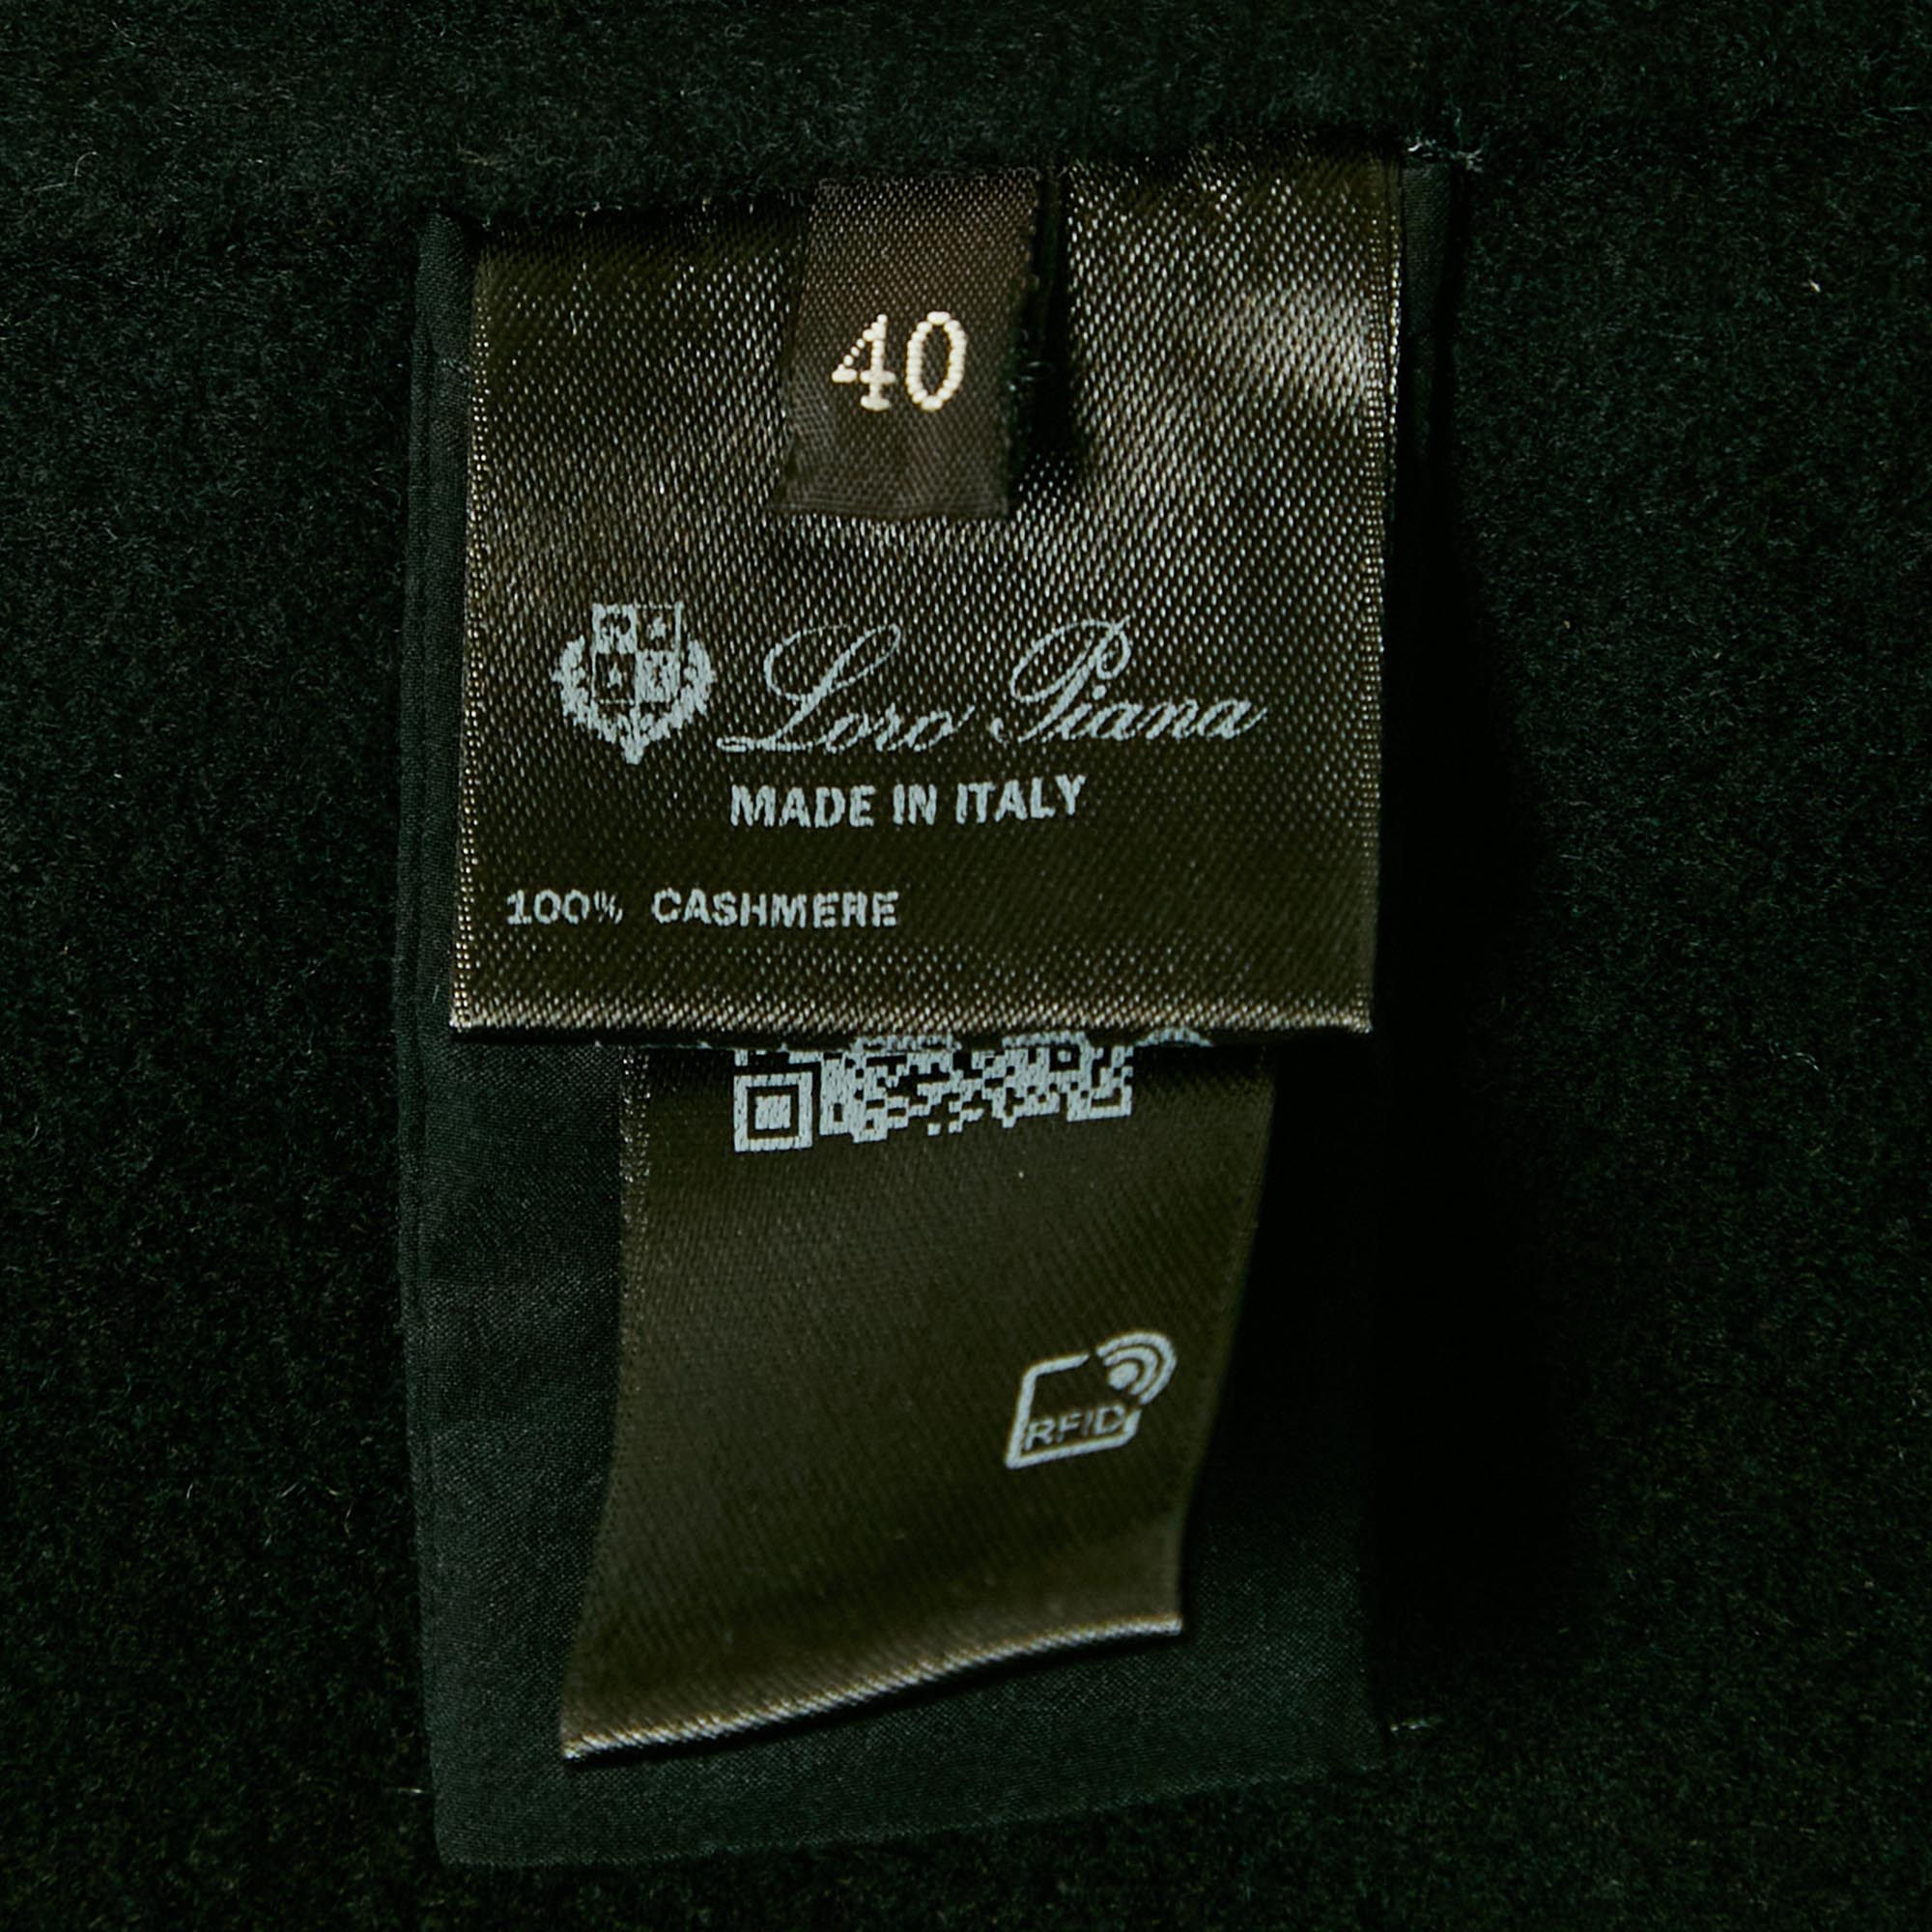 40
Loro Piana
MADE IN ITALY
100% CASHMERE
RFID